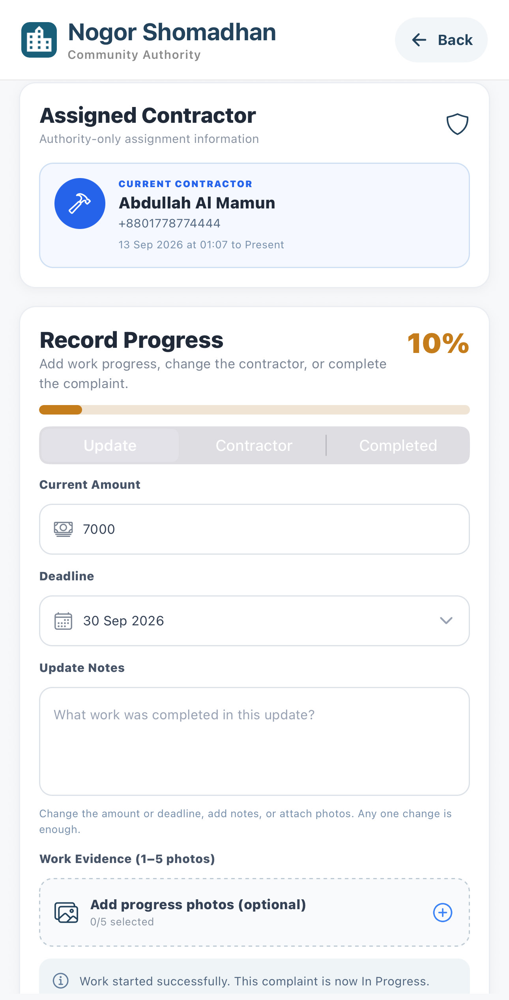 Nogor Shomadhan
Community Authority
Back
Assigned Contractor
Authority-only assignment information
CURRENT CONTRACTOR
Abdullah Al Mamun
+8801778774444
13 Sep 2026 at 01:07 to Present
Record Progress
10%
Add work progress, change the contractor, or complete
the complaint.
Update
Contractor
Completed
Current Amount
7000
Deadline
30 Sep 2026
Update Notes
What work was completed in this update?
Change the amount or deadline, add notes, or attach photos. Any one change is
enough.
Work Evidence (1–5 photos)
Add progress photos (optional)
0/5 selected
Work started successfully. This complaint is now In Progress.